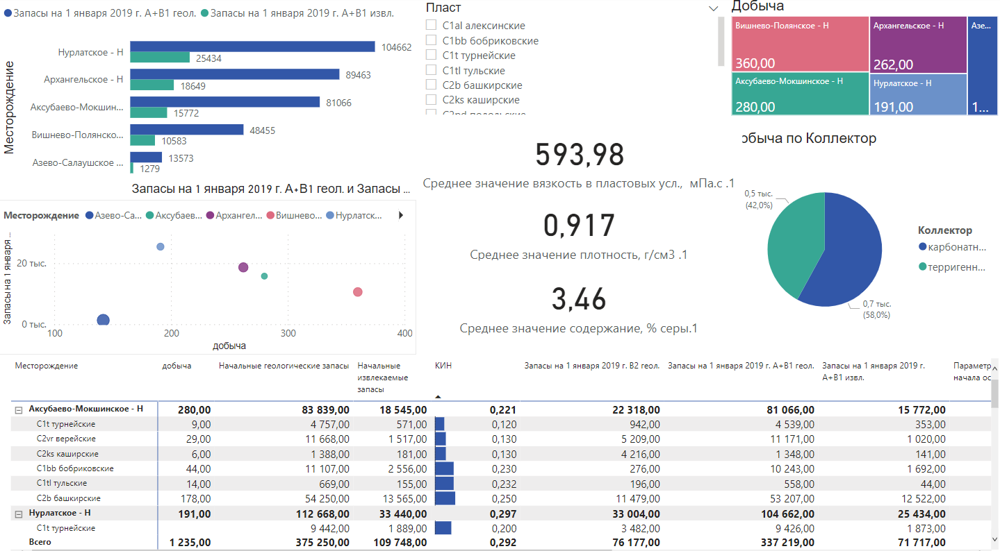 Запасы на 1 января 2019 г. A+B1 геол. Запасы на 1 января 2019 г. A+B1 извл.
Месторождение
Нурлатское - Н 104662
25434
Архангельское - Н 89463
18649
Аксубаево-Мокшин... 81066
15772
Вишнево-Полянско... 48455
10583
Азево-Салаушское ... 13573
1279
Запасы на 1 января 2019 г. A+B1 геол. и Запасы ...
Месторождение Азево-Са... Аксубаев... Архангел... Вишнево... Нурлатск...
Запасы на 1 января ...
20 тыс.
0 тыс.
100 200 300 400
добыча
Пласт
C1al алексинские
C1bb бобриковские
C1t турнейские
C1tl тульские
C2b башкирские
C2ks каширские
C2pd подольские
593,98
Среднее значение вязкость в пластовых усл., мПа.с .1
0,917
Среднее значение плотность, г/см3 .1
3,46
Среднее значение содержание, % серы.1
Добыча
Вишнево-Полянское - Н
360,00
Аксубаево-Мокшинское - Н
280,00
Архангельское - Н
262,00
Нурлатское - Н
191,00
Азе...
1...
обыча по Коллектор
0,5 тыс.
(42,0%)
0,7 тыс.
(58,0%)
Коллектор
карбонатн...
терригенн...
Месторождение добыча Начальные геологические запасы Начальные извлекаемые запасы КИН Запасы на 1 января 2019 г. B2 геол. Запасы на 1 января 2019 г. A+B1 геол. Запасы на 1 января 2019 г. A+B1 извл. Параметр начала ос
Аксубаево-Мокшинское - Н 280,00 83 839,00 18 545,00 0,221 22 318,00 81 066,00 15 772,00
C1t турнейские 9,00 4 757,00 571,00 0,120 942,00 4 539,00 353,00
C2vr верейские 29,00 11 668,00 1 517,00 0,130 5 209,00 11 171,00 1 020,00
C2ks каширские 6,00 1 388,00 181,00 0,130 4 216,00 1 348,00 141,00
C1bb бобриковские 44,00 11 107,00 2 556,00 0,230 276,00 10 243,00 1 692,00
C1tl тульские 14,00 669,00 155,00 0,232 196,00 558,00 44,00
C2b башкирские 178,00 54 250,00 13 565,00 0,250 11 479,00 53 207,00 12 522,00
Нурлатское - Н 191,00 112 668,00 33 440,00 0,297 33 004,00 104 662,00 25 434,00
C1t турнейские 9 442,00 1 889,00 0,200 3 482,00 9 426,00 1 873,00
Всего 1 235,00 375 250,00 109 748,00 0,292 76 177,00 337 219,00 71 717,00